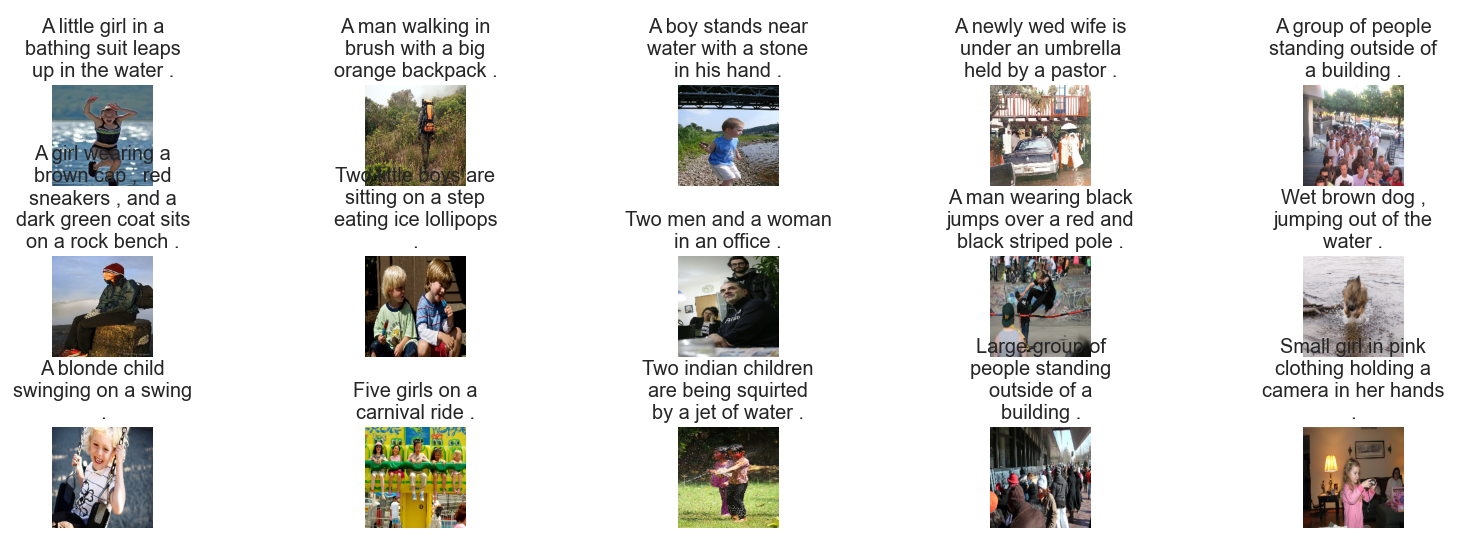 A little girl in a
bathing suit leaps
up in the water .
A man walking in
brush with a big
orange backpack .
A boy stands near
water with a stone
in his hand .
A newly wed wife is
under an umbrella
held by a pastor .
A group of people
standing outside of
a building .
A girl wearing a
brown cap , red
sneakers , and a
dark green coat sits
on a rock bench .
Two little boys are
sitting on a step
eating ice lollipops
.
Two men and a woman
in an office .
A man wearing black
jumps over a red and
black striped pole .
Wet brown dog ,
jumping out of the
water .
A blonde child
swinging on a swing
.
Five girls on a
carnival ride .
Two indian children
are being squirted
by a jet of water .
Large group of
people standing
outside of a
building .
Small girl in pink
clothing holding a
camera in her hands
.